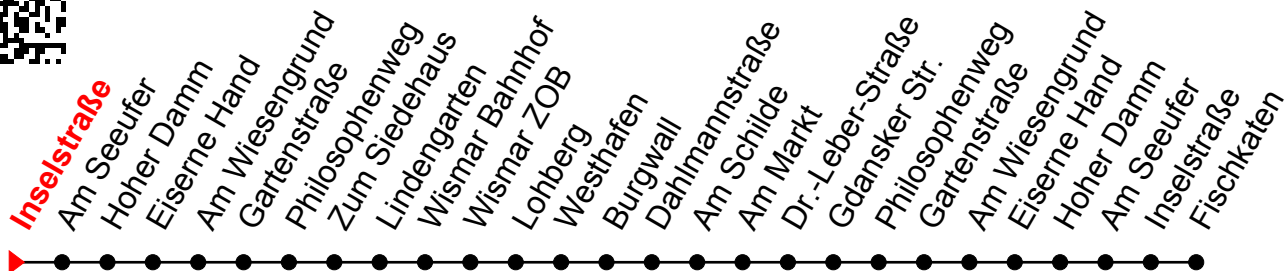 Inselstraße
Am Seeufer
Hoher Damm
Eiserne Hand
Am Wiesengrund
Gartenstraße
Philosophenweg
Zum Siedehaus
Lindengarten
Wismar Bahnhof
Wismar ZOB
Lohberg
Westhafen
Burgwall
Dahlmannstraße
Am Schilde
Am Markt
Dr.-Leber-Straße
Gdansker Str.
Philosophenweg
Gartenstraße
Am Wiesengrund
Eiserne Hand
Hoher Damm
Am Seeufer
Inselstraße
Fischkaten